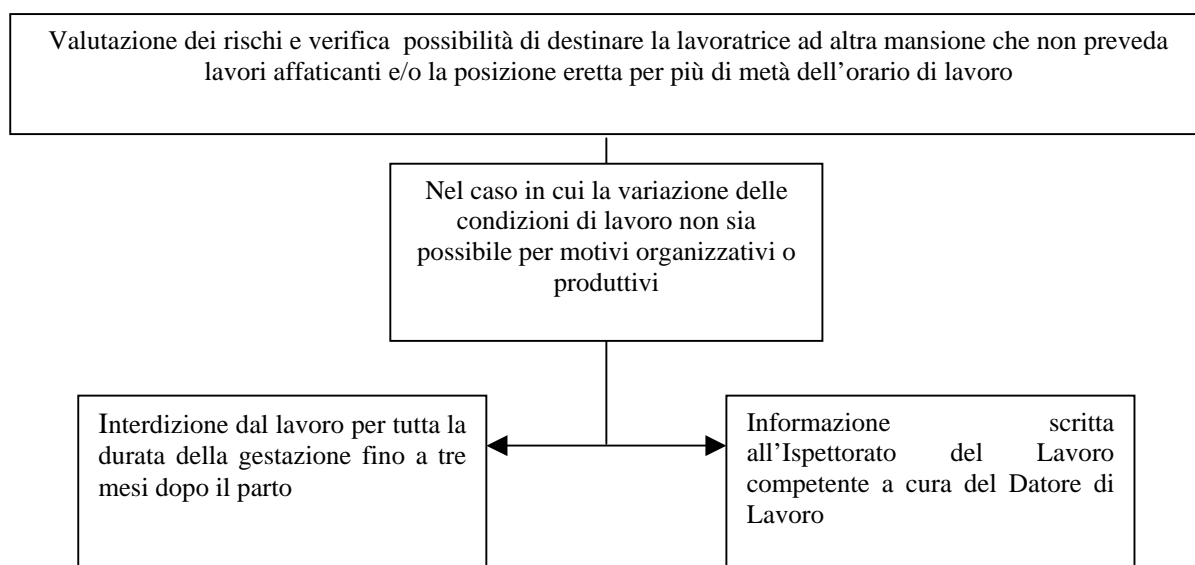 Valutazione dei rischi e verifica possibilità di destinare la lavoratrice ad altra mansione che non preveda
lavori affaticanti e/o la posizione eretta per più di metà dell’orario di lavoro
Nel caso in cui la variazione delle
condizioni di lavoro non sia
possibile per motivi organizzativi o
produttivi
Interdizione dal lavoro per tutta la
durata della gestazione fino a tre
mesi dopo il parto
Informazione scritta
all’Ispettorato del Lavoro
competente a cura del Datore di
Lavoro